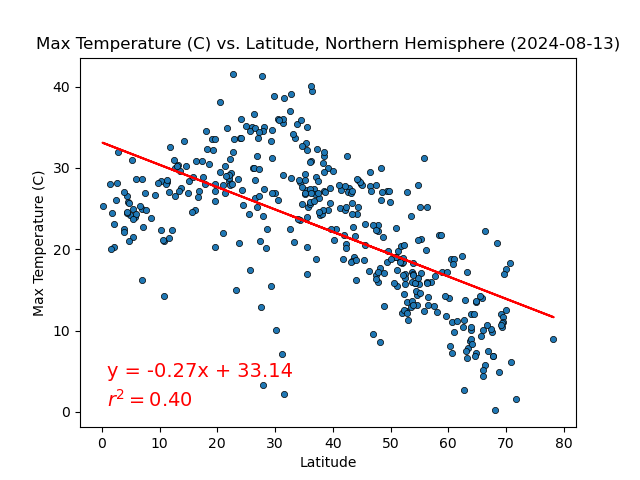 Max Temperature (C) vs. Latitude, Northern Hemisphere (2024-08-13)
Max Temperature (C)
40
30
20
10
0
y = -0.27x + 33.14
r² = 0.40
0 10 20 30 40 50 60 70 80
Latitude